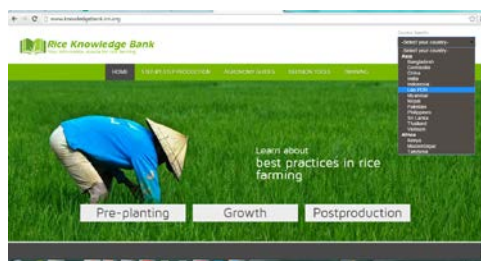 www.knowledgebank.irri.org
Country Search:
-Select your country-
Rice Knowledge Bank
-Select your country-
Asia
Bangladesh
Cambodia
China
India
Indonesia
Lao PDR
Myanmar
Nepal
Pakistan
Philippines
Sri Lanka
Thailand
Vietnam
Africa
Kenya
Mozambique
Tanzania
HOME
STEP-BY-STEP PRODUCTION
AGRONOMY GUIDES
DECISION TOOLS
TRAINING
Learn about
best practices in rice
farming
Pre-planting
Growth
Postproduction